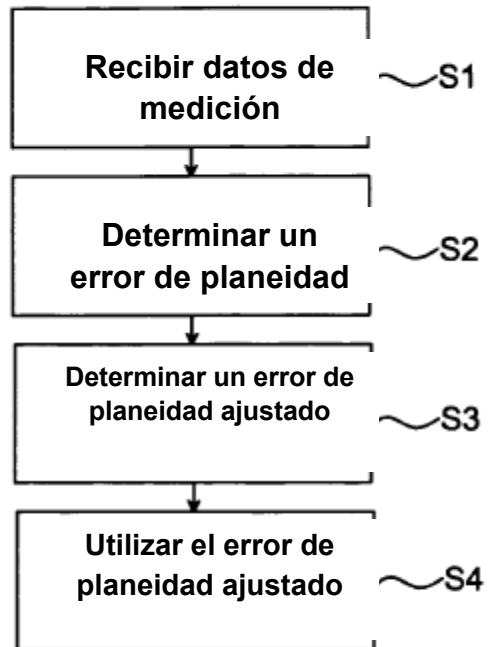 Recibir datos de
medición
S1
Determinar un
error de planeidad
S2
Determinar un error de
planeidad ajustado
S3
Utilizar el error de
planeidad ajustado
S4